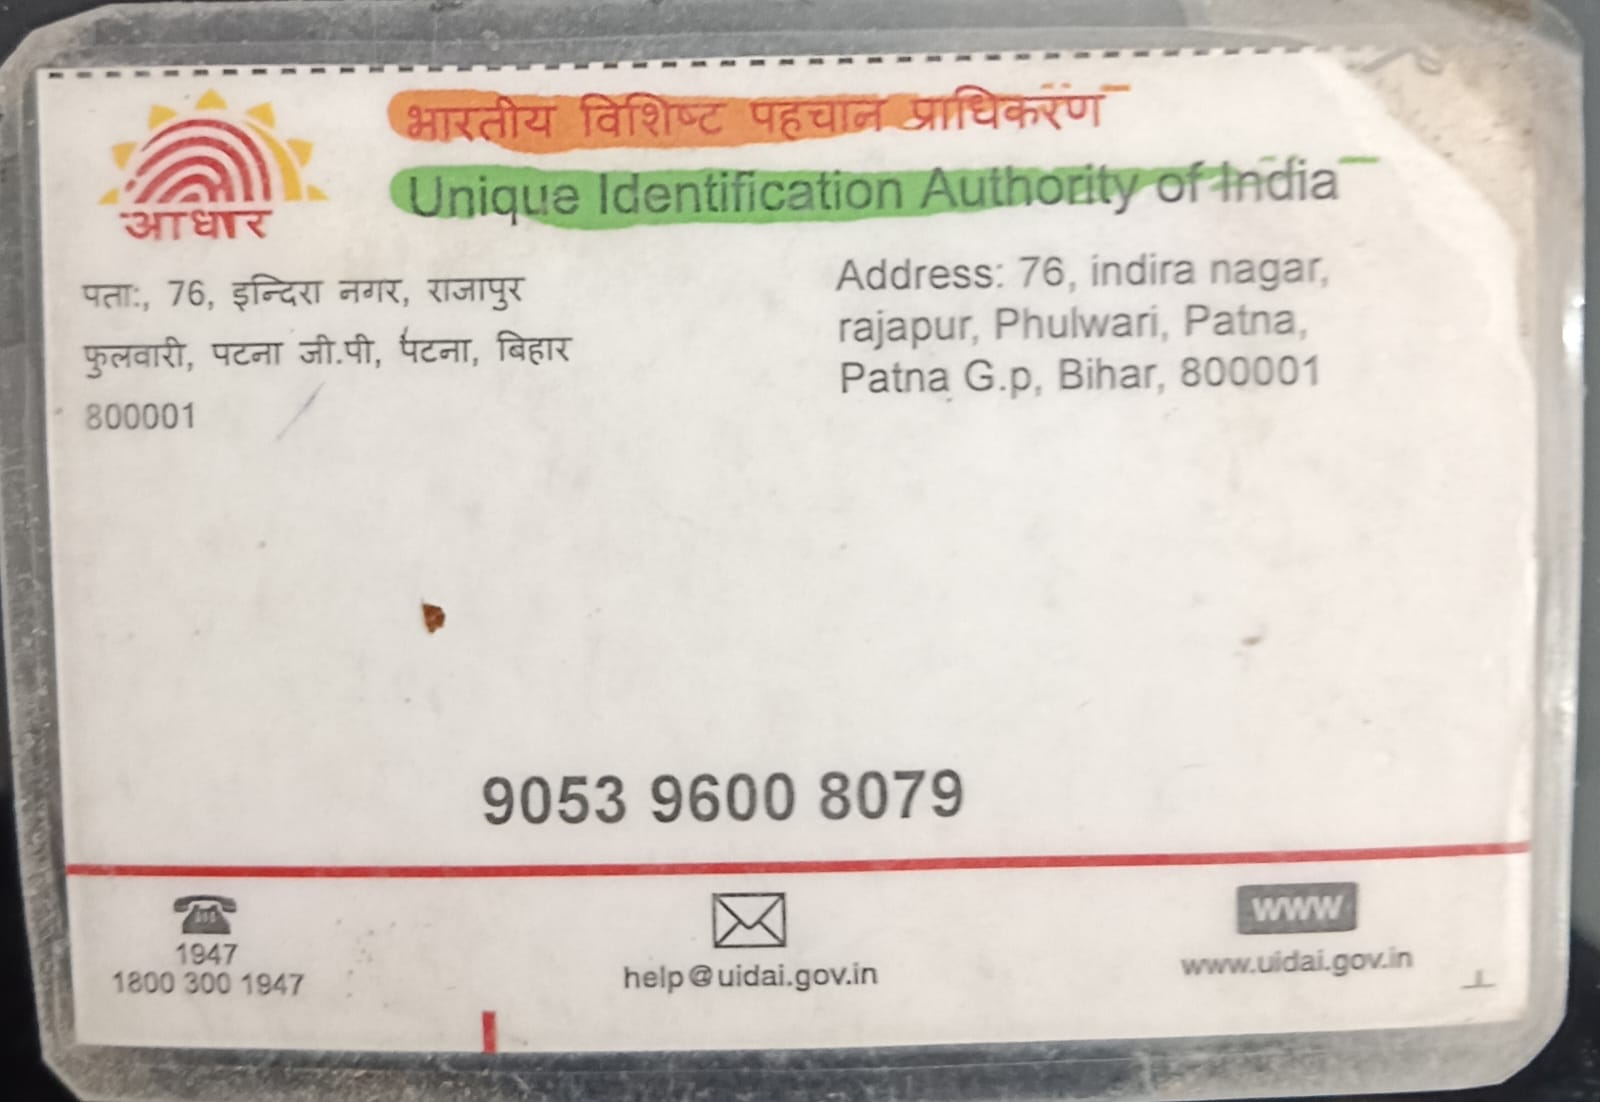 भारतीय विशिष्ट पहचान प्राधिकरण
Unique Identification Authority of India
आधार
पताः, 76, इन्दिरा नगर, राजापुर
फुलवारी, पटना जी.पी, पटना, बिहार
800001
Address: 76, indira nagar,
rajapur, Phulwari, Patna,
Patna G.p, Bihar, 800001
9053 9600 8079
1947
1800 300 1947
help@uidai.gov.in
www
www.uidai.gov.in